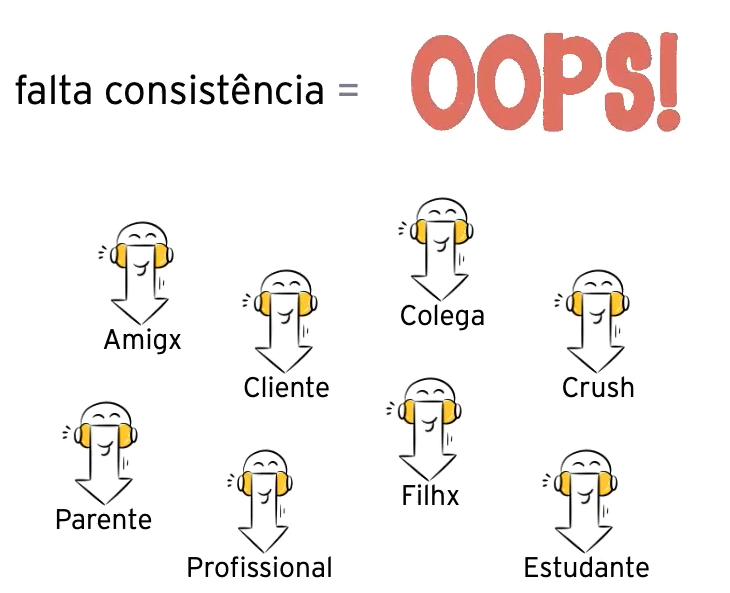 falta consistência = OOPS!
Colega
Amigx
Cliente
Crush
Filhx
Parente
Profissional
Estudante